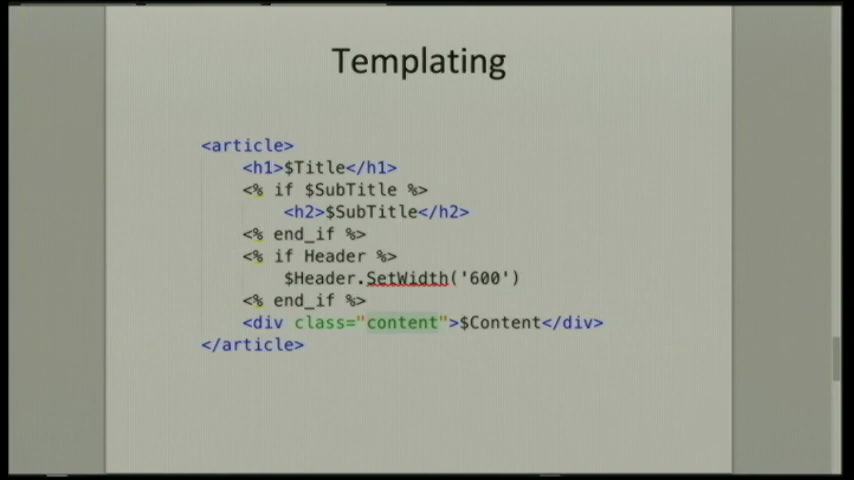 Templating
<article>
<h1>$Title</h1>
<% if $SubTitle %>
<h2>$SubTitle</h2>
<% end_if %>
<% if Header %>
$Header.SetWidth('600')
<% end_if %>
<div class="content">$Content</div>
</article>